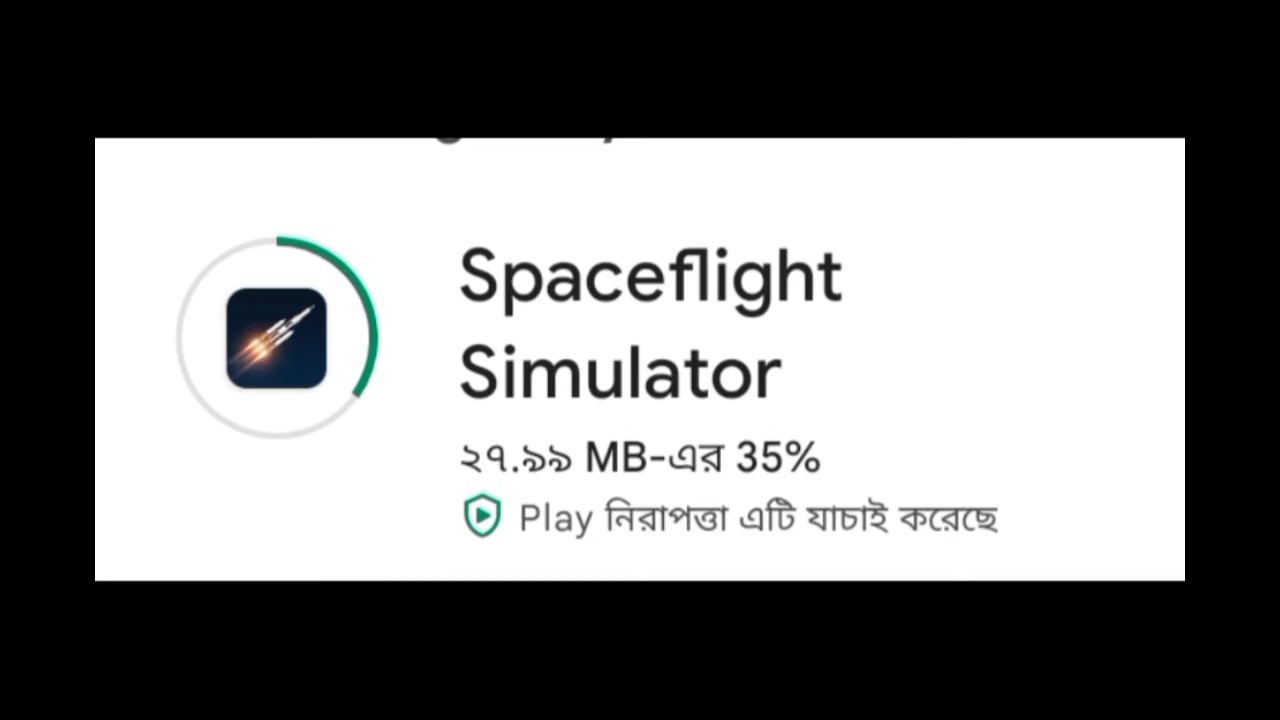 Spaceflight
Simulator
২৭.৯৯ MB-এর 35%
Play নিরাপত্তা এটি যাচাই করেছে